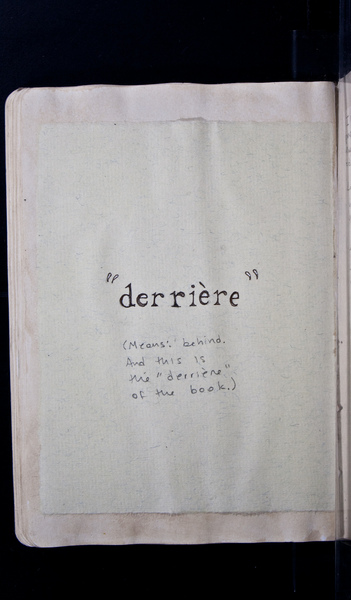 "derrière"
(Means: behind.
And this is
the "derrière"
of the book.)